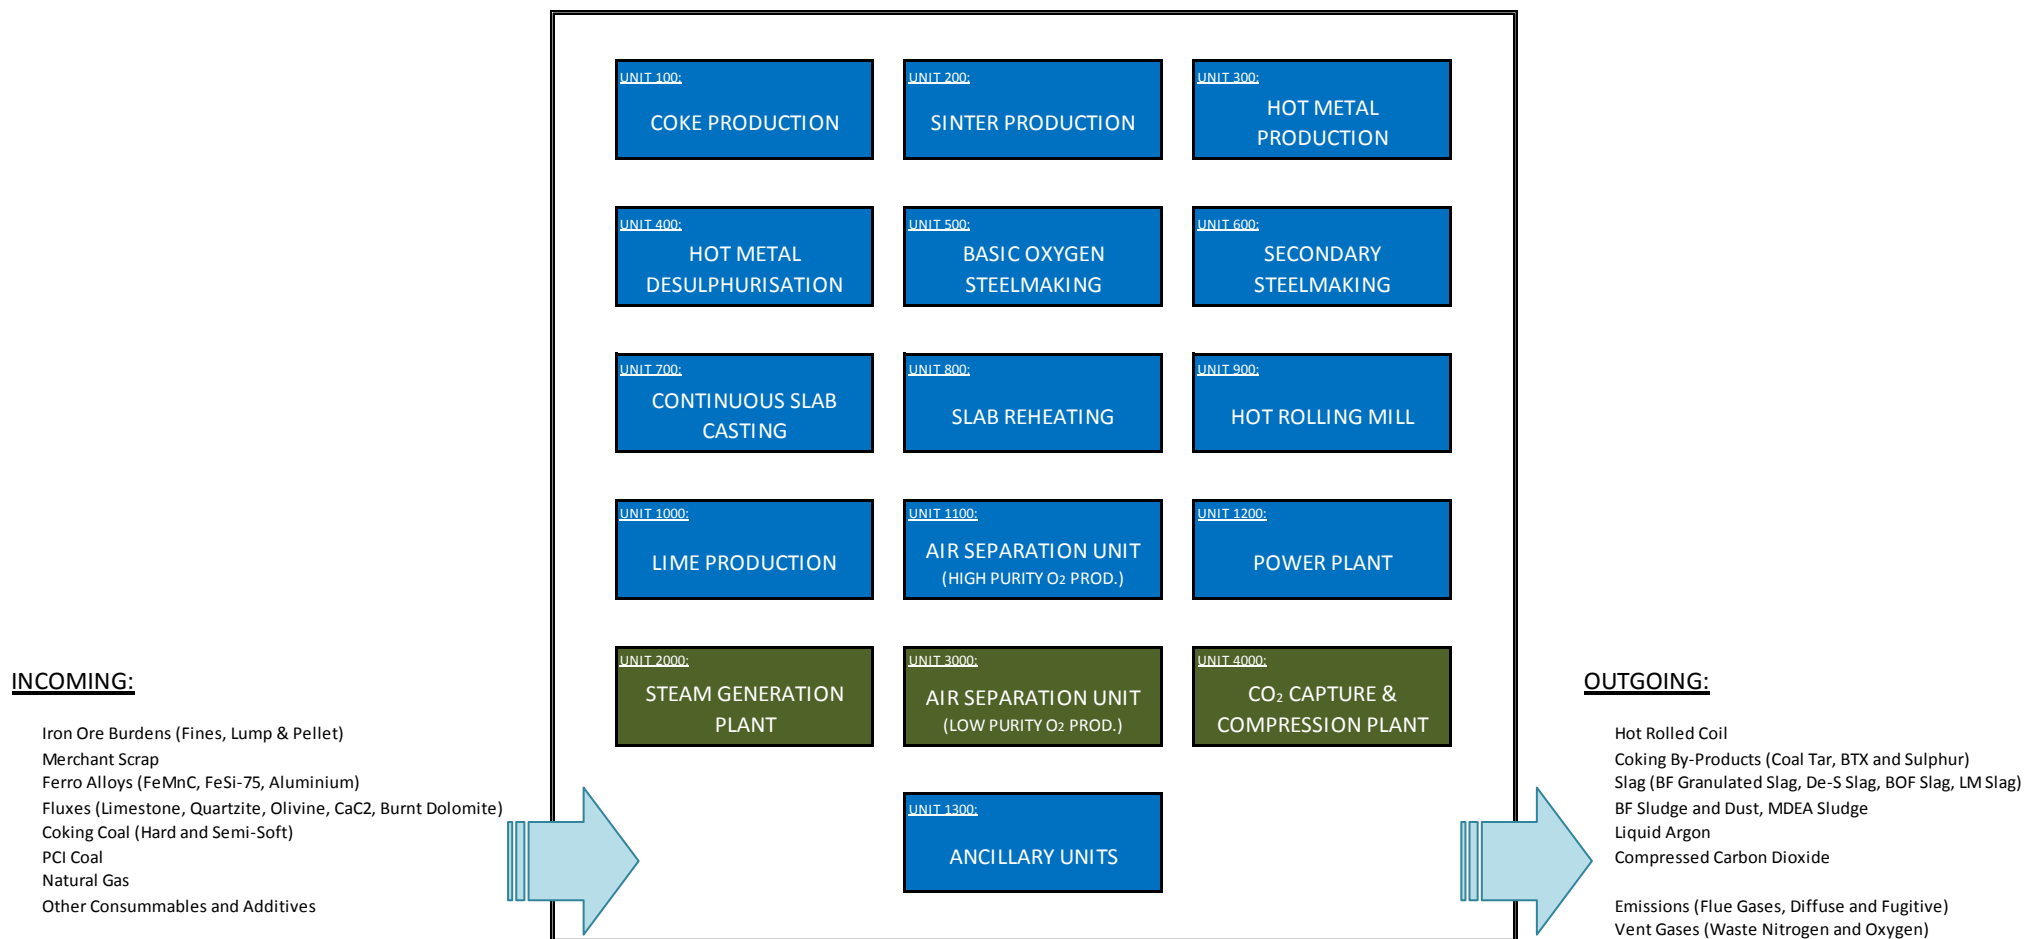 UNIT 100:
COKE PRODUCTION
UNIT 200:
SINTER PRODUCTION
UNIT 300:
HOT METAL
PRODUCTION
UNIT 400:
HOT METAL
DESULPHURISATION
UNIT 500:
BASIC OXYGEN
STEELMAKING
UNIT 600:
SECONDARY
STEELMAKING
UNIT 700:
CONTINUOUS SLAB
CASTING
UNIT 800:
SLAB REHEATING
UNIT 900:
HOT ROLLING MILL
UNIT 1000:
LIME PRODUCTION
UNIT 1100:
AIR SEPARATION UNIT
(HIGH PURITY O2 PROD.)
UNIT 1200:
POWER PLANT
UNIT 2000:
STEAM GENERATION
PLANT
UNIT 3000:
AIR SEPARATION UNIT
(LOW PURITY O2 PROD.)
UNIT 4000:
CO2 CAPTURE &
COMPRESSION PLANT
UNIT 1300:
ANCILLARY UNITS
INCOMING:
Iron Ore Burdens (Fines, Lump & Pellet)
Merchant Scrap
Ferro Alloys (FeMnC, FeSi-75, Aluminium)
Fluxes (Limestone, Quartzite, Olivine, CaC2, Burnt Dolomite)
Coking Coal (Hard and Semi-Soft)
PCI Coal
Natural Gas
Other Consummables and Additives
OUTGOING:
Hot Rolled Coil
Coking By-Products (Coal Tar, BTX and Sulphur)
Slag (BF Granulated Slag, De-S Slag, BOF Slag, LM Slag)
BF Sludge and Dust, MDEA Sludge
Liquid Argon
Compressed Carbon Dioxide
Emissions (Flue Gases, Diffuse and Fugitive)
Vent Gases (Waste Nitrogen and Oxygen)